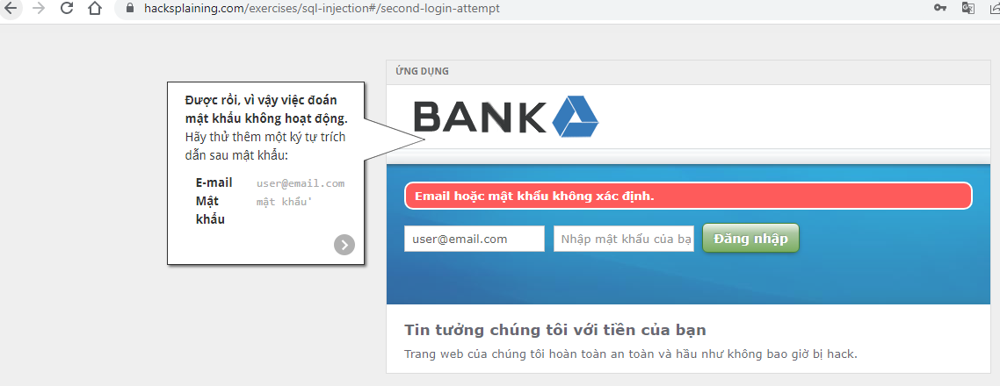 hacksplaining.com/exercises/sql-injection#/second-login-attempt
ỨNG DỤNG
Được rồi, vì vậy việc đoán
mật khẩu không hoạt động.
Hãy thử thêm một ký tự trích
dẫn sau mật khẩu:
E-mail user@email.com
Mật mật khẩu'
khẩu
BANK
Email hoặc mật khẩu không xác định.
user@email.com Nhập mật khẩu của bạ Đăng nhập
Tin tưởng chúng tôi với tiền của bạn
Trang web của chúng tôi hoàn toàn an toàn và hầu như không bao giờ bị hack.